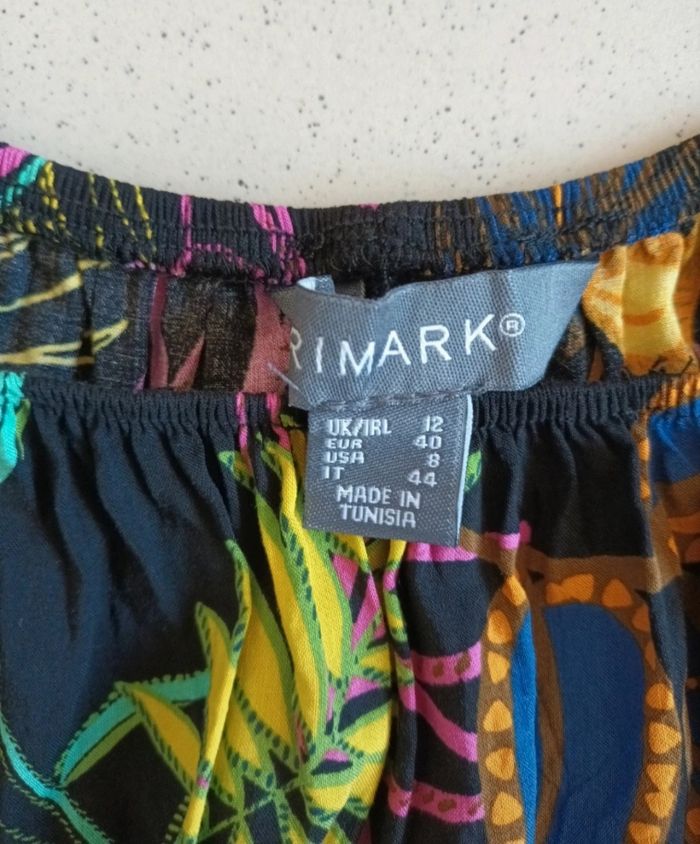 RIMARK®
UK/IRL 12
EUR 40
USA 8
IT 44
MADE IN
TUNISIA